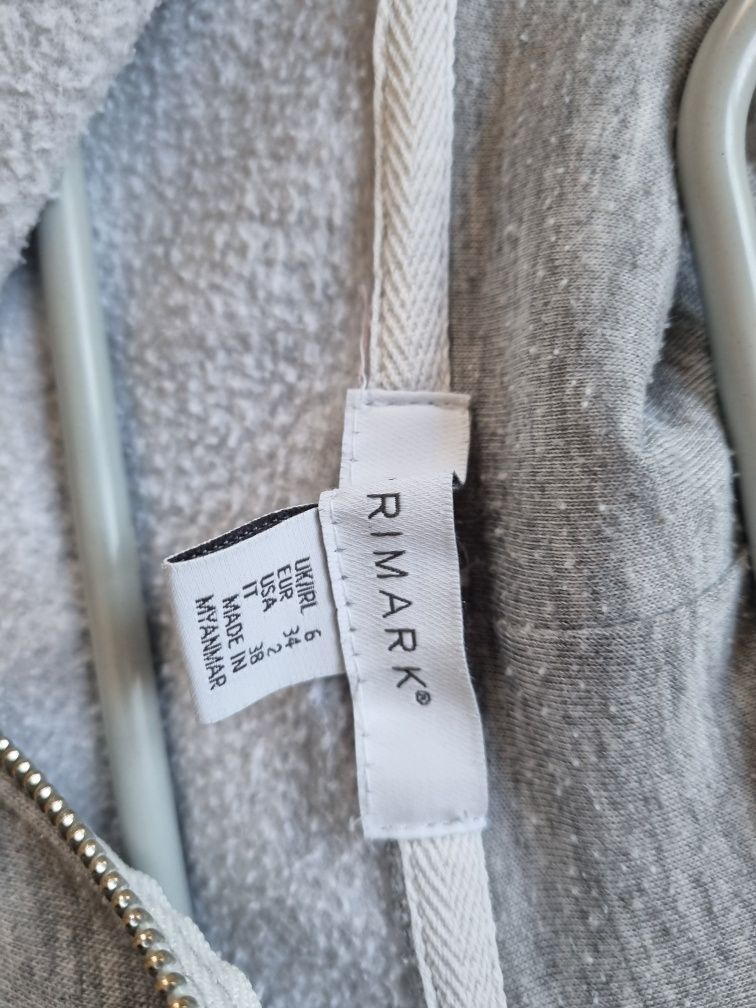 RIMARK®
UK/IRL 6
EUR 34
USA 2
IT 38
MADE IN
MYANMAR